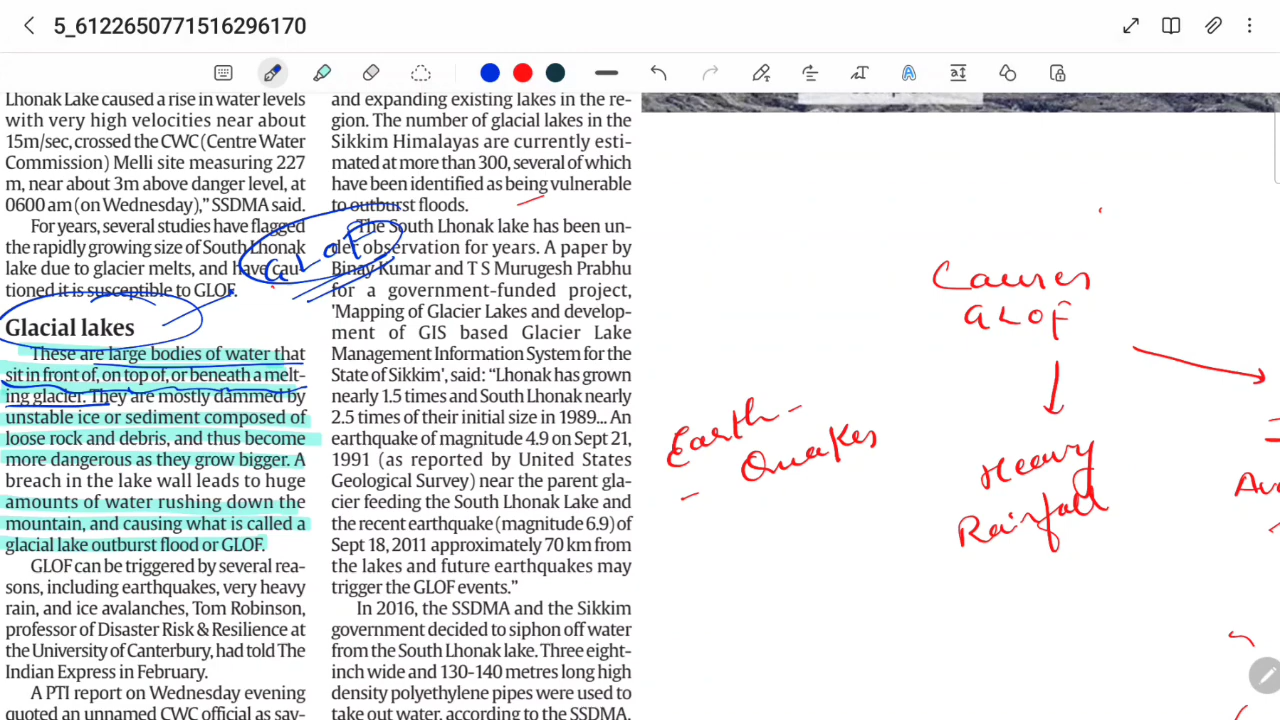 5_6122650771516296170
Lhonak Lake caused a rise in water levels
with very high velocities near about
15m/sec, crossed the CWC (Centre Water
Commission) Melli site measuring 227
m, near about 3m above danger level, at
0600 am (on Wednesday),” SSDMA said.
For years, several studies have flagged
the rapidly growing size of South Lhonak
lake due to glacier melts, and have cau-
tioned it is susceptible to GLOF.
GLOF
Glacial lakes
These are large bodies of water that
sit in front of, on top of, or beneath a melt-
ing glacier. They are mostly dammed by
unstable ice or sediment composed of
loose rock and debris, and thus become
more dangerous as they grow bigger. A
breach in the lake wall leads to huge
amounts of water rushing down the
mountain, and causing what is called a
glacial lake outburst flood or GLOF.
GLOF can be triggered by several rea-
sons, including earthquakes, very heavy
rain, and ice avalanches, Tom Robinson,
professor of Disaster Risk & Resilience at
the University of Canterbury, had told The
Indian Express in February.
A PTI report on Wednesday evening
quoted an unnamed CWC official as say-
and expanding existing lakes in the re-
gion. The number of glacial lakes in the
Sikkim Himalayas are currently esti-
mated at more than 300, several of which
have been identified as being vulnerable
to outburst floods.
The South Lhonak lake has been un-
der observation for years. A paper by
Binay Kumar and T S Murugesh Prabhu
for a government-funded project,
'Mapping of Glacier Lakes and develop-
ment of GIS based Glacier Lake
Management Information System for the
State of Sikkim', said: “Lhonak has grown
nearly 1.5 times and South Lhonak nearly
2.5 times of their initial size in 1989... An
earthquake of magnitude 4.9 on Sept 21,
1991 (as reported by United States
Geological Survey) near the parent gla-
cier feeding the South Lhonak Lake and
the recent earthquake (magnitude 6.9) of
Sept 18, 2011 approximately 70 km from
the lakes and future earthquakes may
trigger the GLOF events.”
In 2016, the SSDMA and the Sikkim
government decided to siphon off water
from the South Lhonak lake. Three eight-
inch wide and 130-140 metres long high
density polyethylene pipes were used to
take out water, according to the SSDMA.
Causes
GLOF
Earth -
Quakes
Heavy
Rainfall